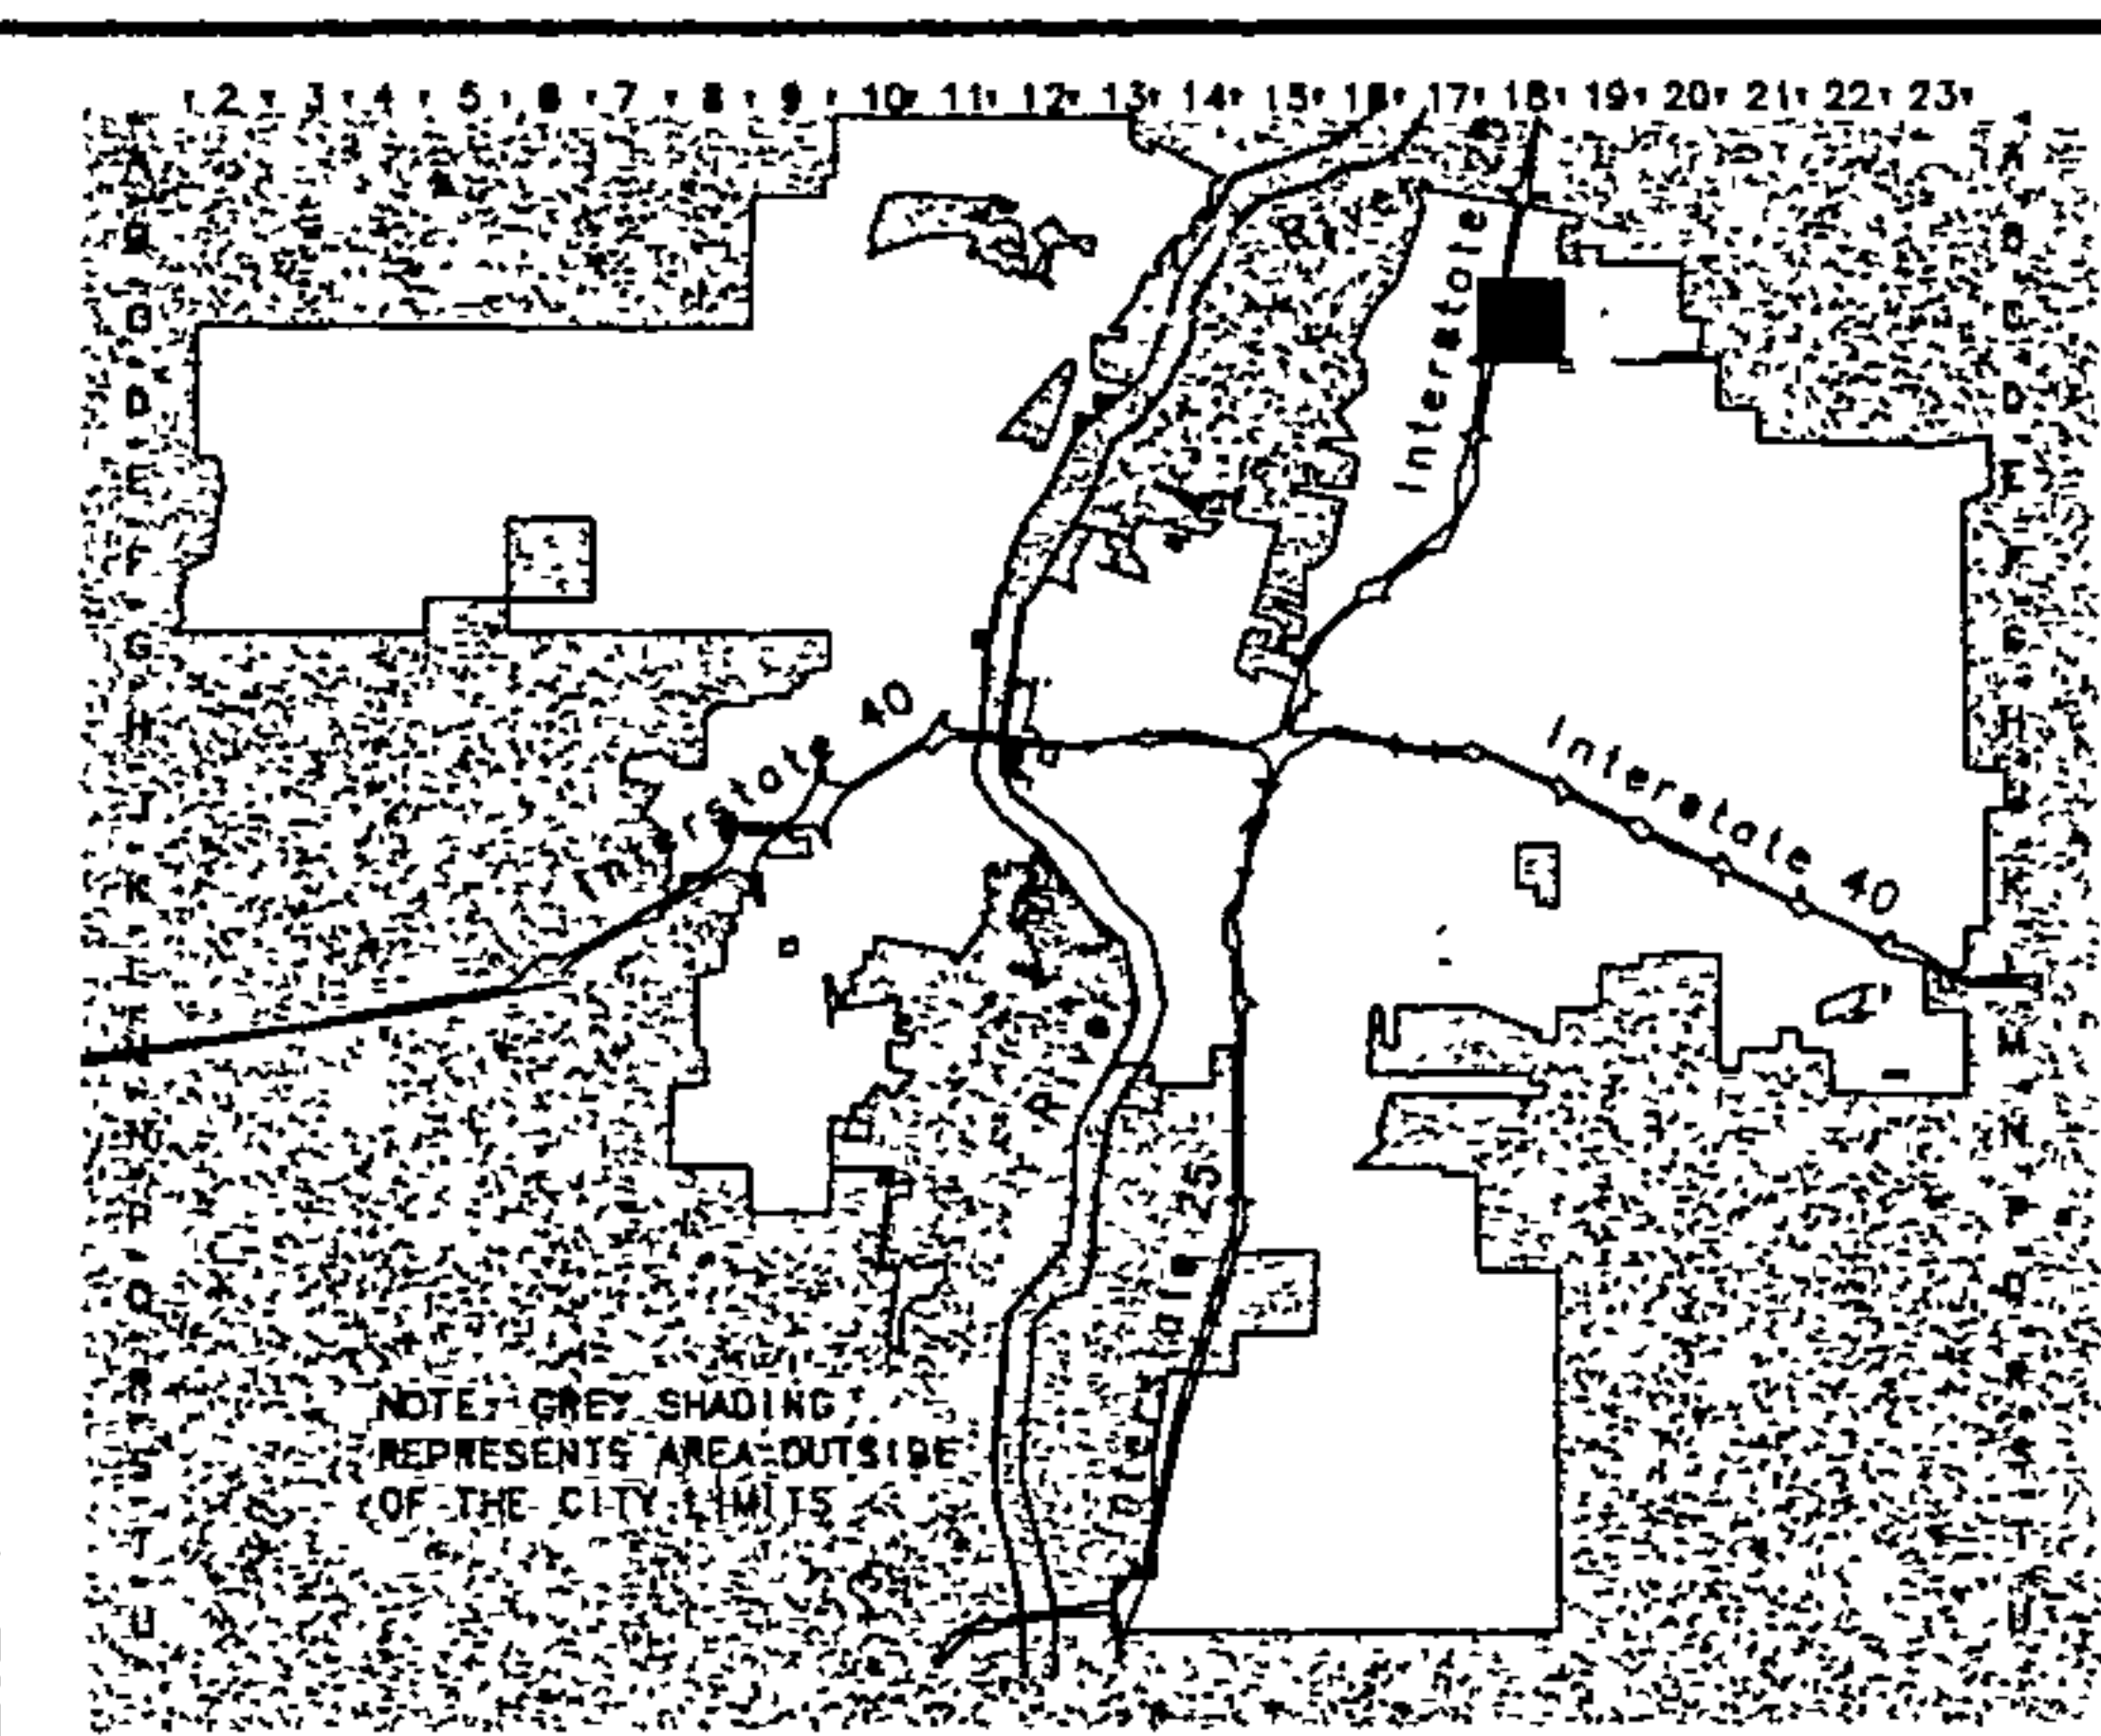 2 3 4 5 6 7 8 9 10 11 12 13 14 15 16 17 18 19 20 21 22 23
A A
B B
C C
D D
E E
F F
G G
H H
J J
K K
L L
M M
N N
P P
Q Q
R R
S S
T T
U U
River
Interstate 25
Interstate 40
Interstate 40
River
Interstate 25
NOTE, GREY SHADING
REPRESENTS AREA OUTSIDE
OF THE CITY LIMITS